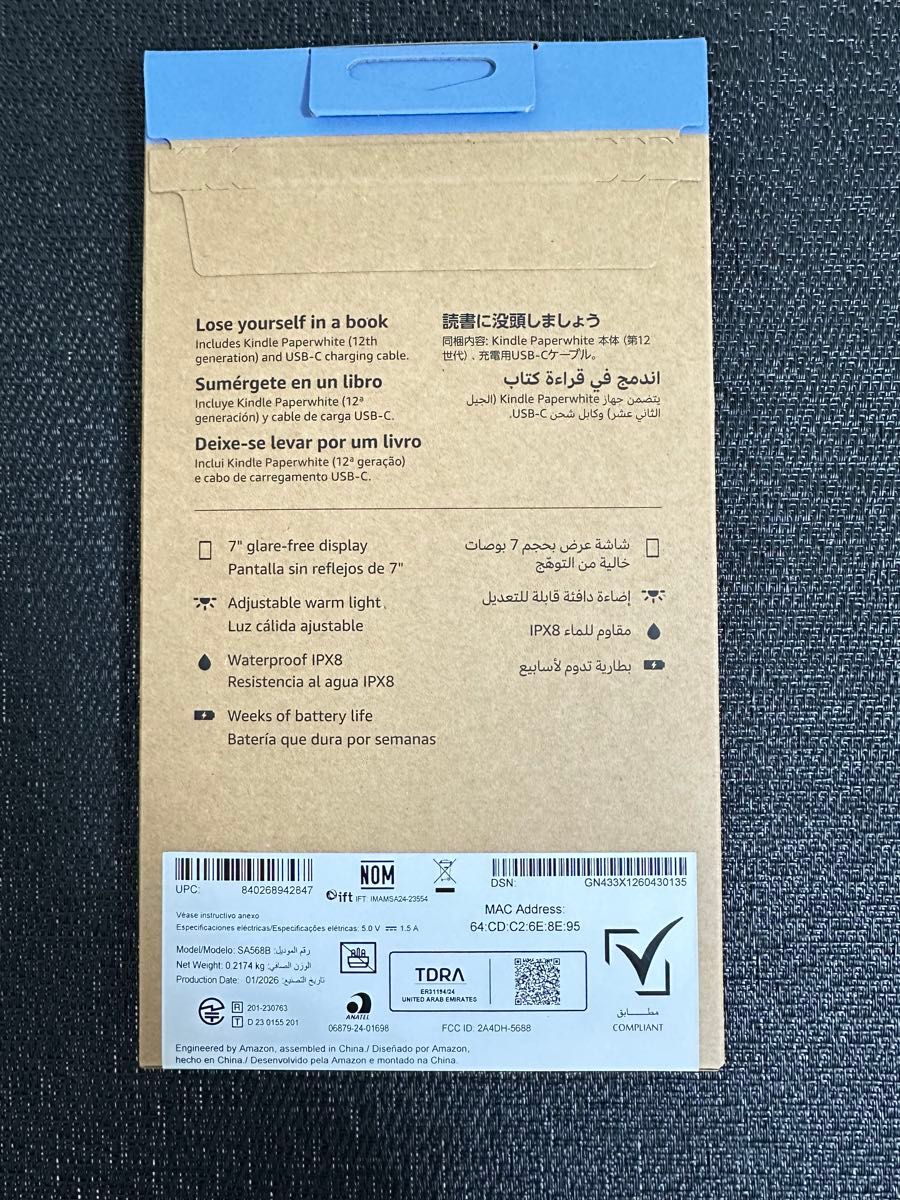 Lose yourself in a book
Includes Kindle Paperwhite (12th
generation) and USB-C charging cable.
Sumérgete en un libro
Incluye Kindle Paperwhite (12ª
generación) y cable de carga USB-C.
Deixe-se levar por um livro
Inclui Kindle Paperwhite (12ª geração)
e cabo de carregamento USB-C.
読書に没頭しましょう
同梱内容: Kindle Paperwhite 本体 (第12
世代) 、充電用USB-Cケーブル。
اندمج في قراءة كتاب
يتضمن جهاز Kindle Paperwhite (الجيل
الثاني عشر) وكابل شحن USB-C.
7" glare-free display
Pantalla sin reflejos de 7"
Adjustable warm light
Luz cálida ajustable
Waterproof IPX8
Resistencia al agua IPX8
Weeks of battery life
Batería que dura por semanas
شاشة عرض بحجم 7 بوصات
خالية من التوهّج
إضاءة دافئة قابلة للتعديل
مقاوم للماء IPX8
بطارية تدوم لأسابيع
UPC: 840268942847
NOM
ift IFT: IMAMSA24-23554
DSN: GN433X1260430135
MAC Address:
64:CD:C2:6E:8E:95
Véase instructivo anexo
Especificaciones eléctricas/Especificações elétricas: 5.0 V ⎓ 1.5 A
Model/Modelo: SA568B رقم الموديل:
Net Weight: 0.2174 kg الوزن الصافي:
Production Date: 01/2026 تاريخ التصنيع:
R 201-230763
T D 23 0155 201
ANATEL
06879-24-01698
TDRA
ER31194/24
UNITED ARAB EMIRATES
FCC ID: 2A4DH-5688
مطابق
COMPLIANT
Engineered by Amazon, assembled in China./ Diseñado por Amazon,
hecho en China./ Desenvolvido pela Amazon e montado na China.